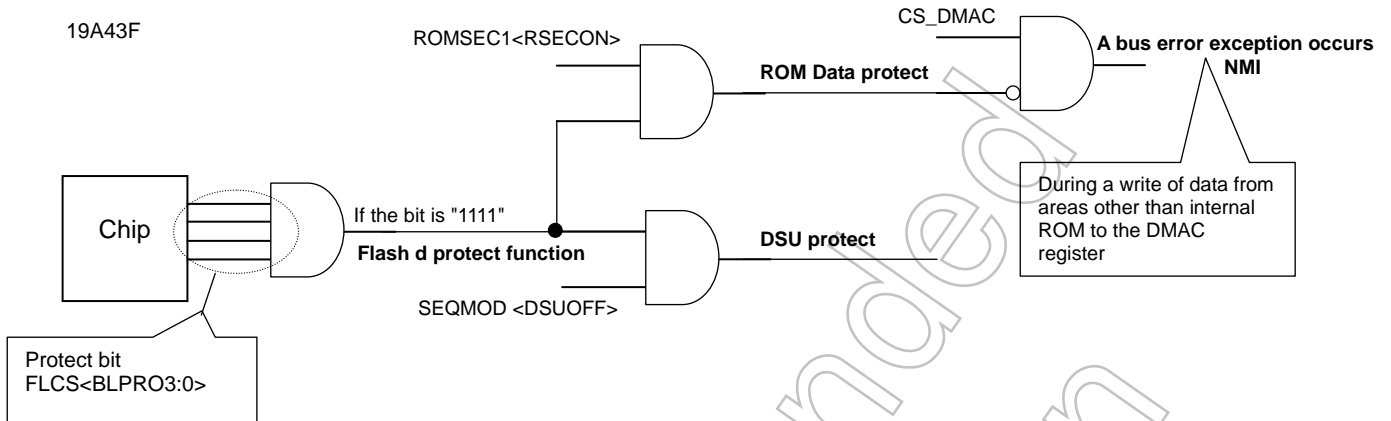 19A43F
CS_DMAC
ROMSEC1<RSECON>
A bus error exception occurs
NMI
ROM Data protect
During a write of data from
areas other than internal
ROM to the DMAC
register
Chip
If the bit is "1111"
Flash d protect function
DSU protect
SEQMOD <DSUOFF>
Protect bit
FLCS<BLPRO3:0>